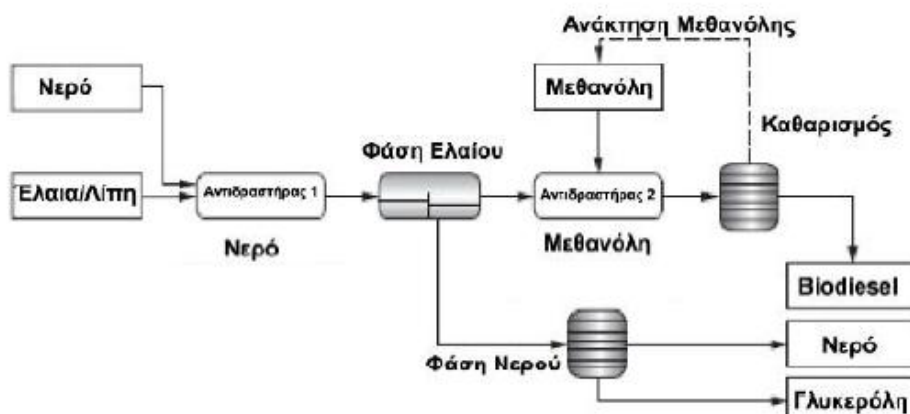 Ανάκτηση Μεθανόλης
Νερό
Μεθανόλη
Καθαρισμός
Φάση Ελαίου
Έλαια/Λίπη
Αντιδραστήρας 1
Αντιδραστήρας 2
Νερό
Μεθανόλη
Biodiesel
Φάση Νερού
Νερό
Γλυκερόλη